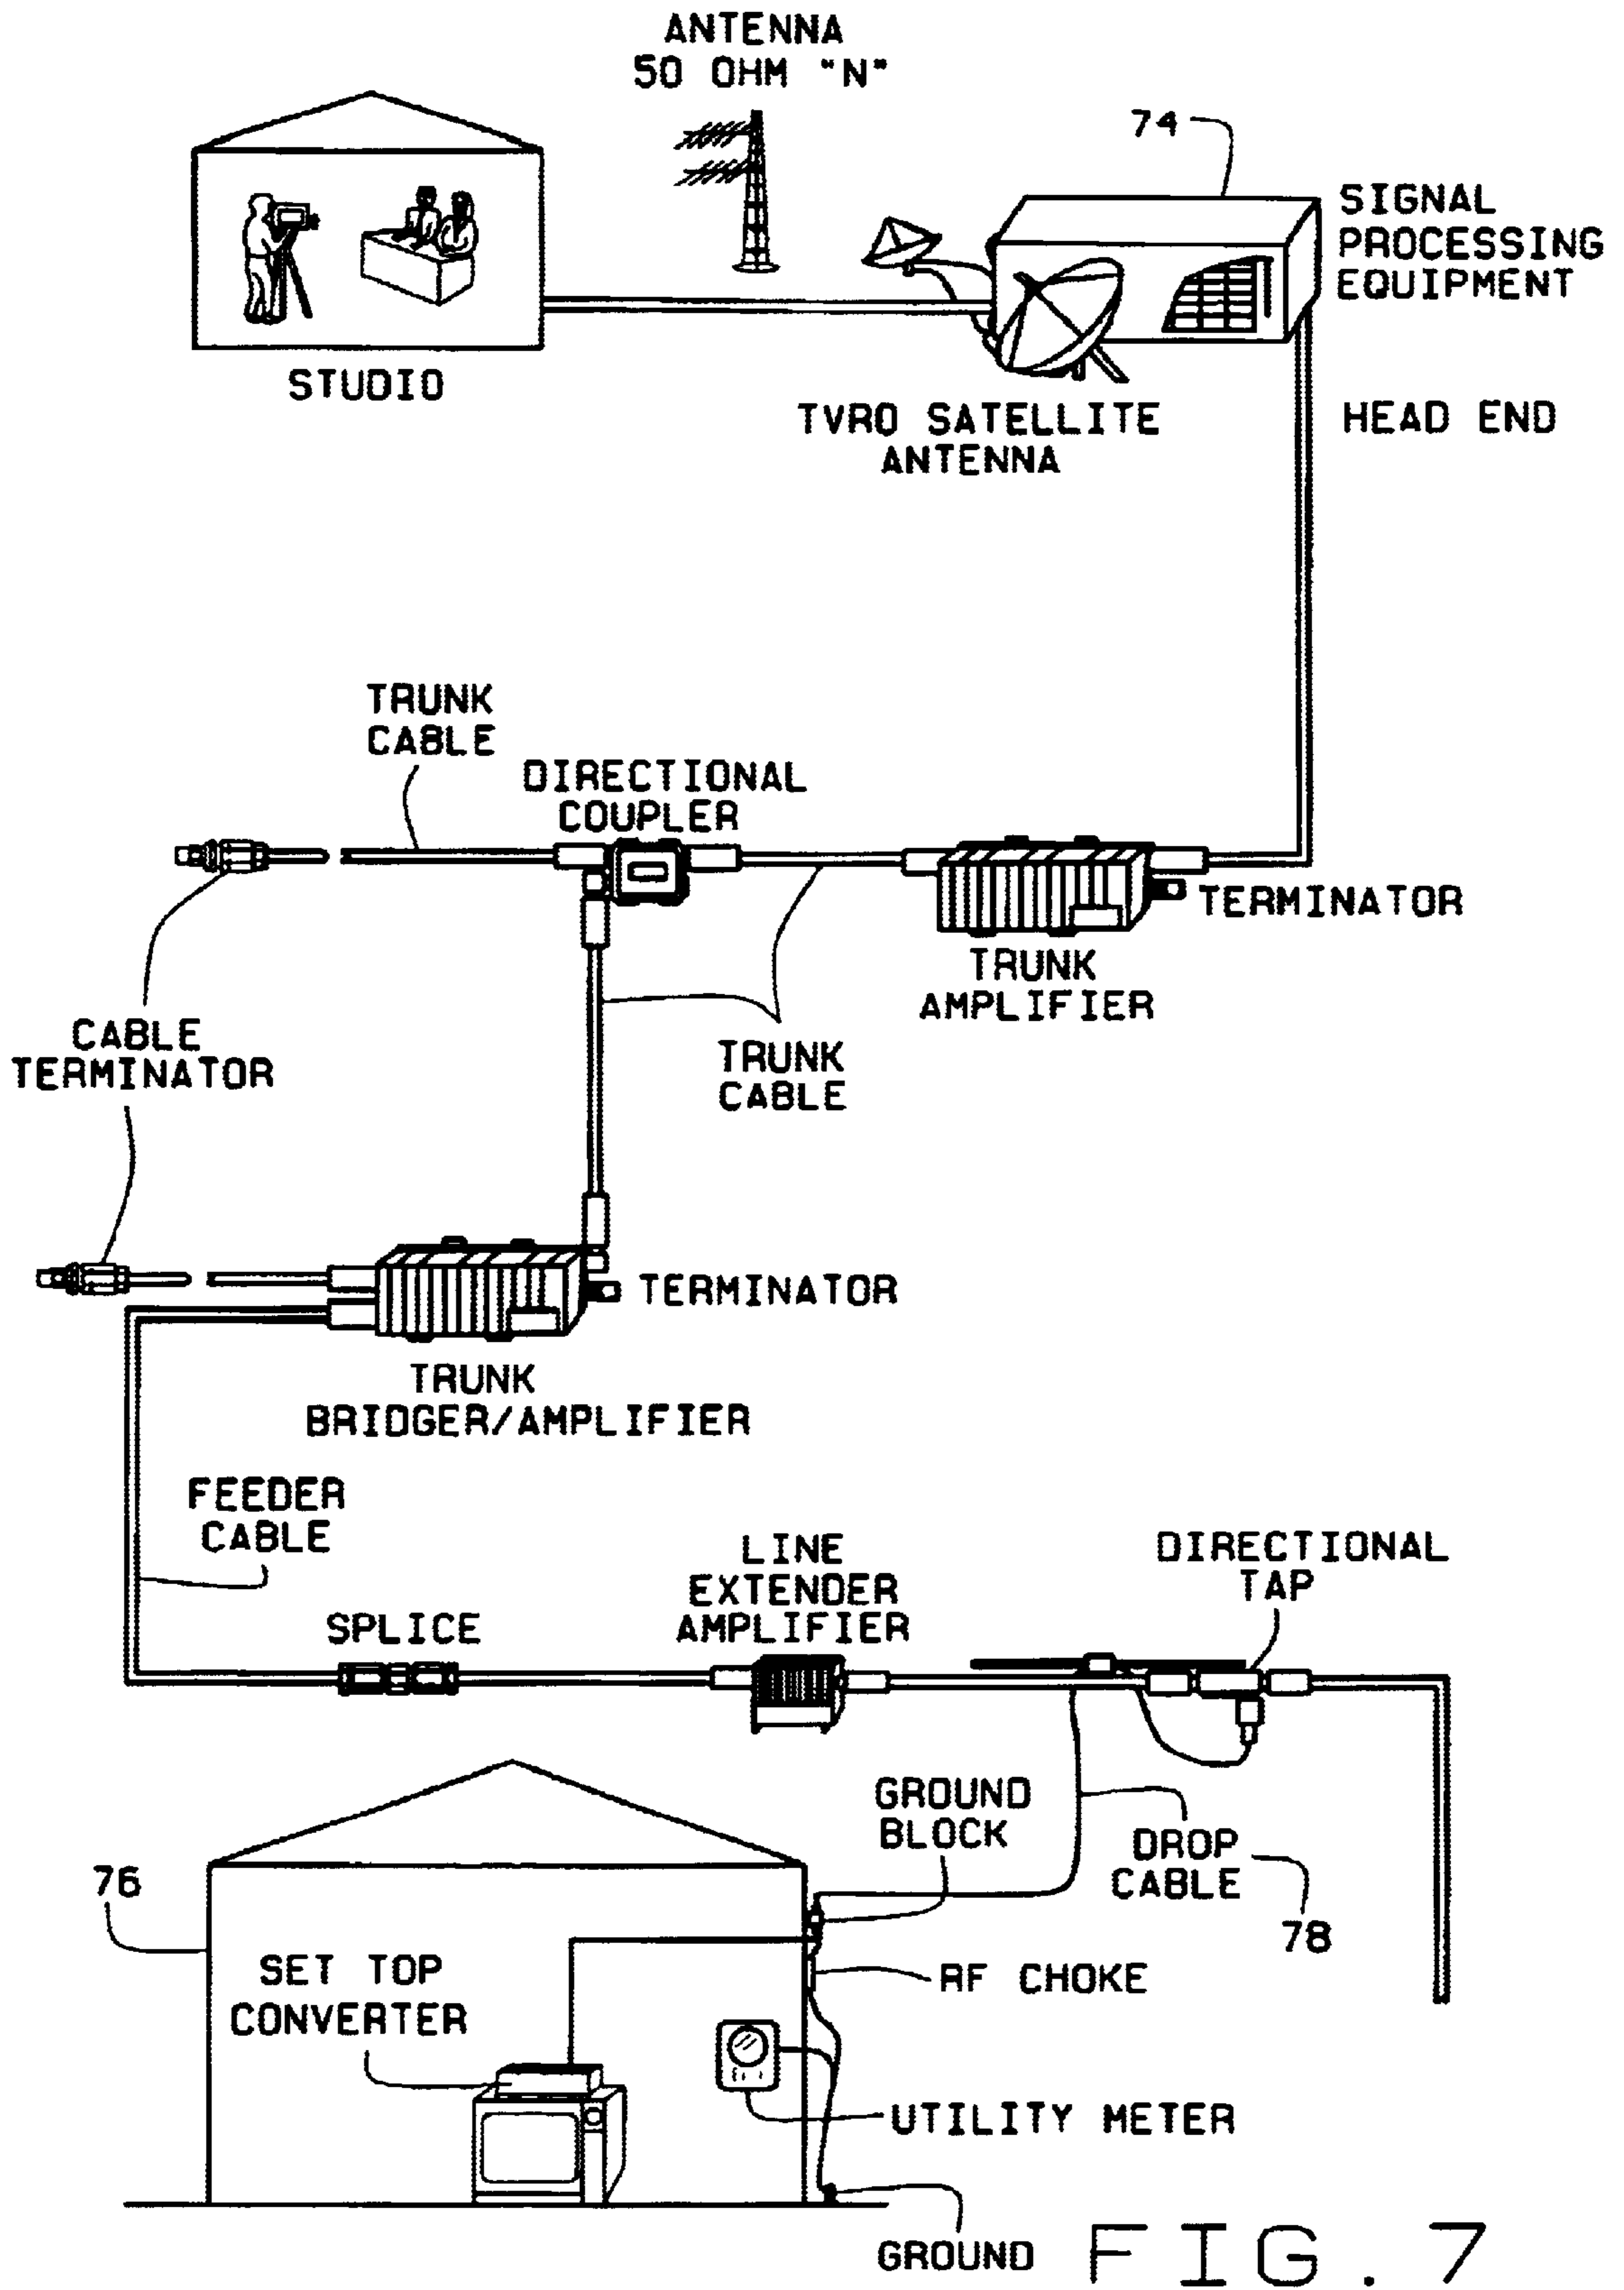 ANTENNA
50 OHM "N"
74
SIGNAL
PROCESSING
EQUIPMENT
STUDIO
TVRO SATELLITE
ANTENNA
HEAD END
TRUNK
CABLE
DIRECTIONAL
COUPLER
TERMINATOR
TRUNK
AMPLIFIER
CABLE
TERMINATOR
TRUNK
CABLE
TERMINATOR
TRUNK
BRIDGER/AMPLIFIER
FEEDER
CABLE
SPLICE
LINE
EXTENDER
AMPLIFIER
DIRECTIONAL
TAP
GROUND
BLOCK
DROP
CABLE
78
76
SET TOP
CONVERTER
RF CHOKE
UTILITY METER
GROUND
FIG. 7